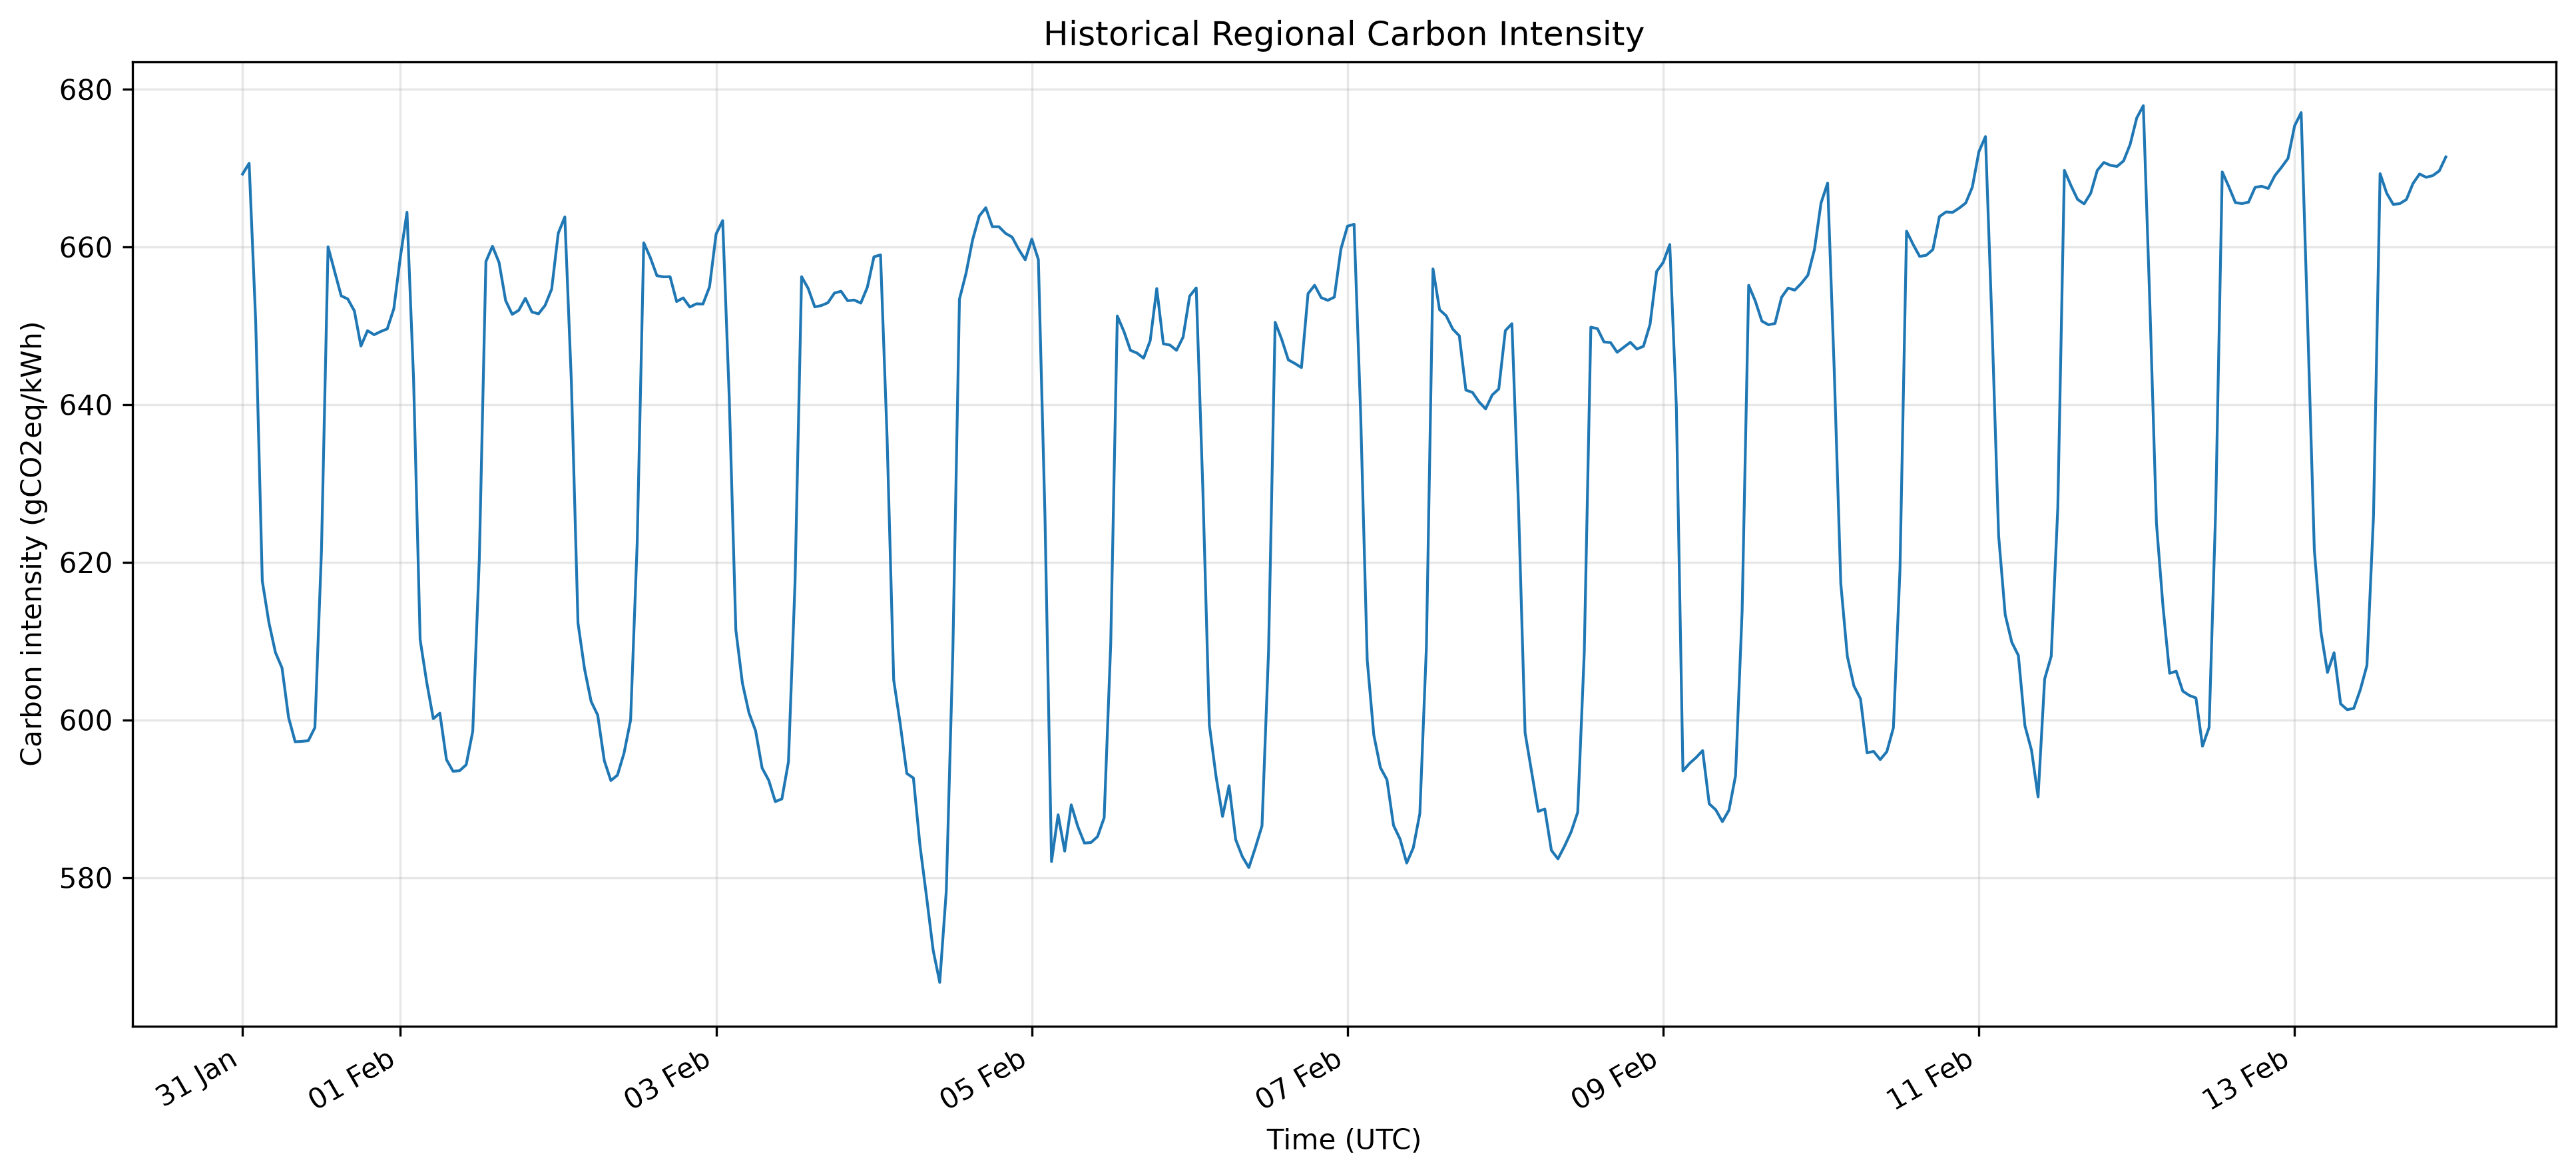 Historical Regional Carbon Intensity
Carbon intensity (gCO2eq/kWh)
680
660
640
620
600
580
31 Jan
01 Feb
03 Feb
05 Feb
07 Feb
09 Feb
11 Feb
13 Feb
Time (UTC)